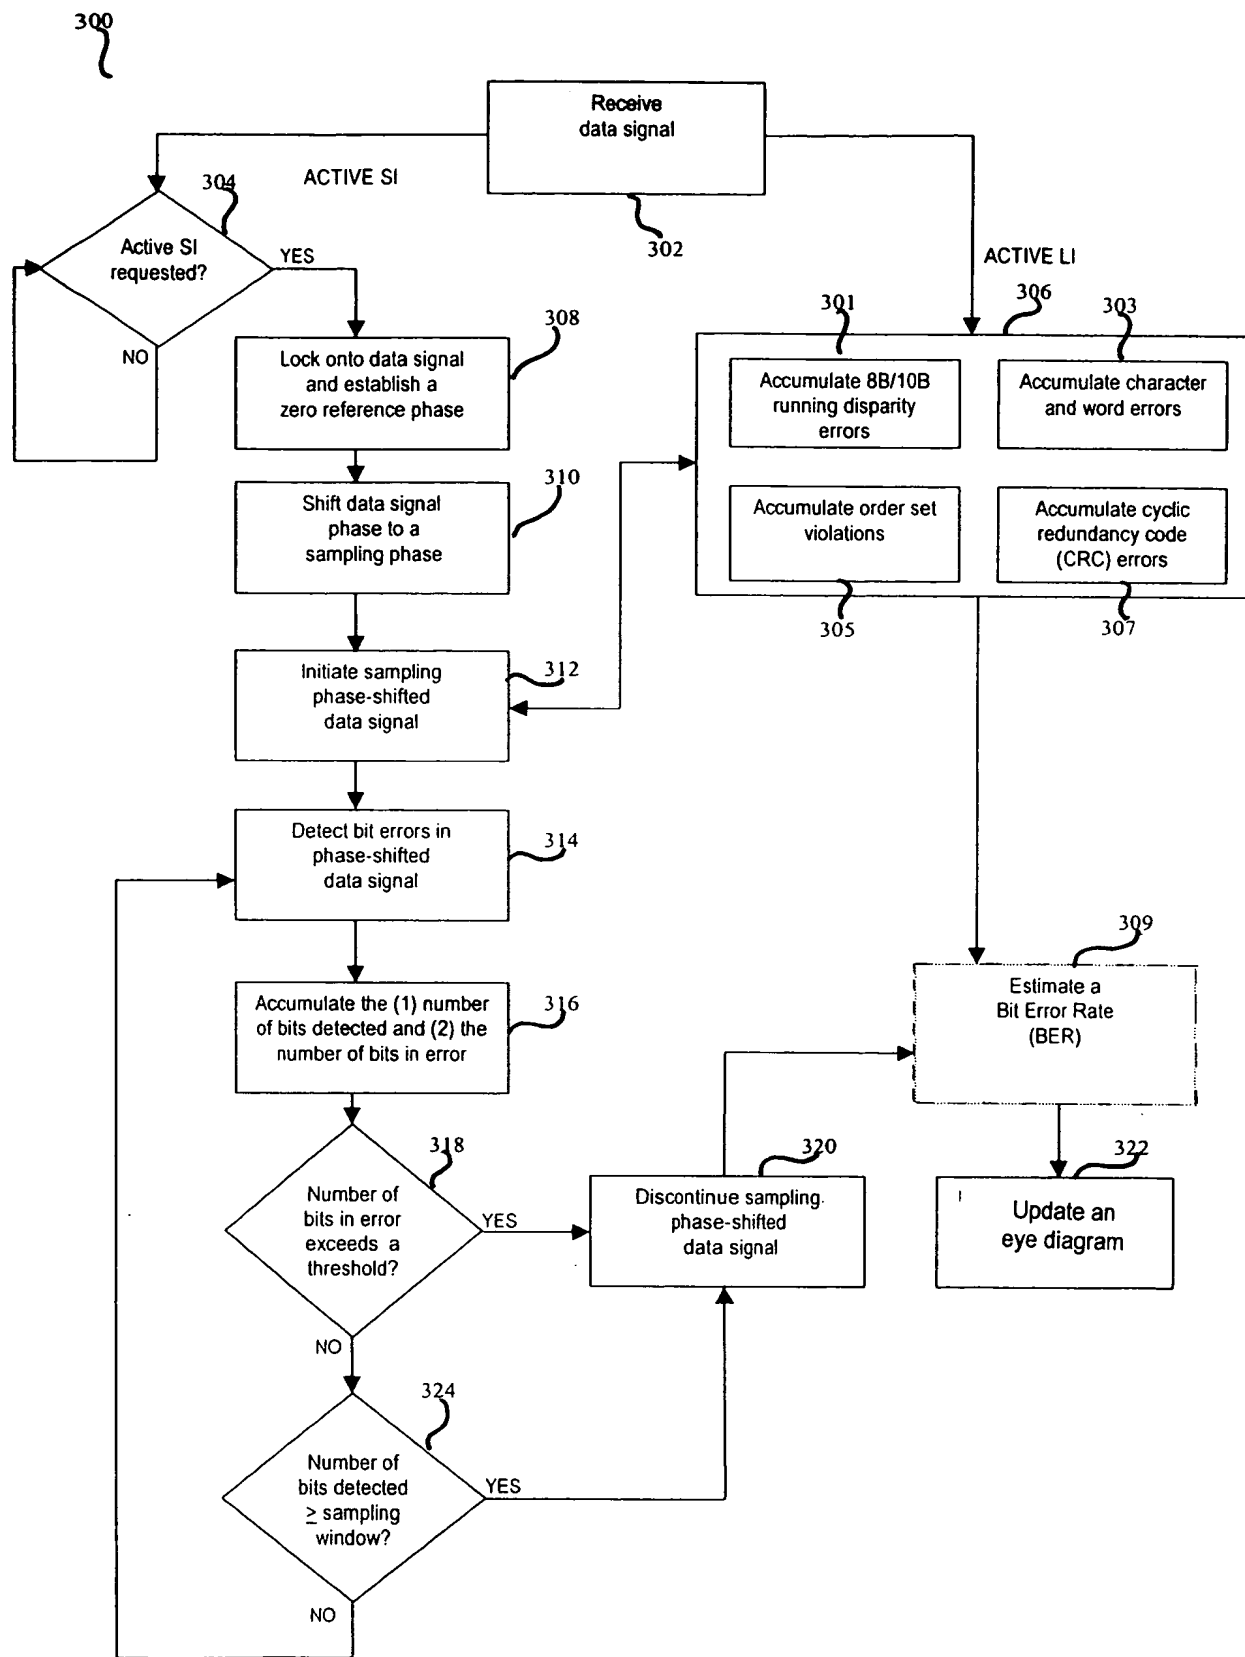 300
Receive
data signal
302
ACTIVE SI
304
Active SI
requested?
YES
NO
ACTIVE LI
306
301
303
308
Lock onto data signal
and establish a
zero reference phase
Accumulate 8B/10B
running disparity
errors
Accumulate character
and word errors
310
Shift data signal
phase to a
sampling phase
Accumulate order set
violations
Accumulate cyclic
redundancy code
(CRC) errors
305
307
312
Initiate sampling
phase-shifted
data signal
314
Detect bit errors in
phase-shifted
data signal
309
Estimate a
Bit Error Rate
(BER)
316
Accumulate the (1) number
of bits detected and (2) the
number of bits in error
318
Number of
bits in error
exceeds a
threshold?
YES
NO
320
Discontinue sampling.
phase-shifted
data signal
322
Update an
eye diagram
324
Number of
bits detected
≥ sampling
window?
YES
NO